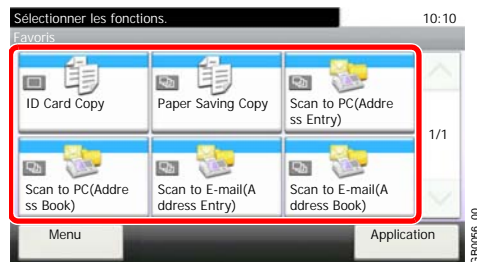 Sélectionner les fonctions.
10:10
Favoris
ID Card Copy
Paper Saving Copy
Scan to PC(Addre
ss Entry)
1/1
Scan to PC(Addre
ss Book)
Scan to E-mail(A
ddress Entry)
Scan to E-mail(A
ddress Book)
Menu
Application
GB0056_00